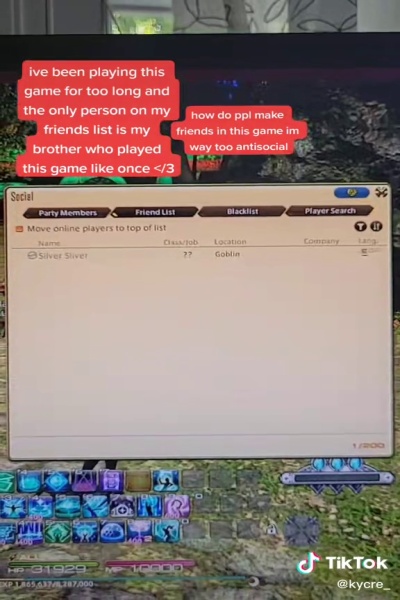 ive been playing this
game for too long and
the only person on my
friends list is my
brother who played
this game like once </3
how do ppl make
friends in this game im
way too antisocial
Social
Party Members
Friend List
Blacklist
Player Search
Move online players to top of list
Name Class/Job Location Company Lang.
Silver Sliver ?? Goblin
1/200
HP 31929 MP 10000
TikTok
@kycre_